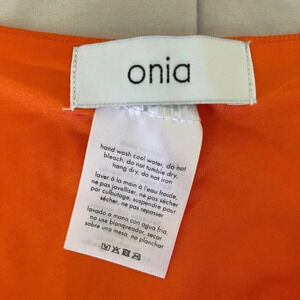 onia
hand wash cool water, do not
bleach, do not tumble dry,
hang dry, do not iron
laver à la main à l'eau froide,
ne pas javelliser, ne pas sécher
par culbutage, suspendre pour
sécher, ne pas repasser
lavado a mano con agua fria,
no use blanqueador, secar
sobre una mesa, no planchar